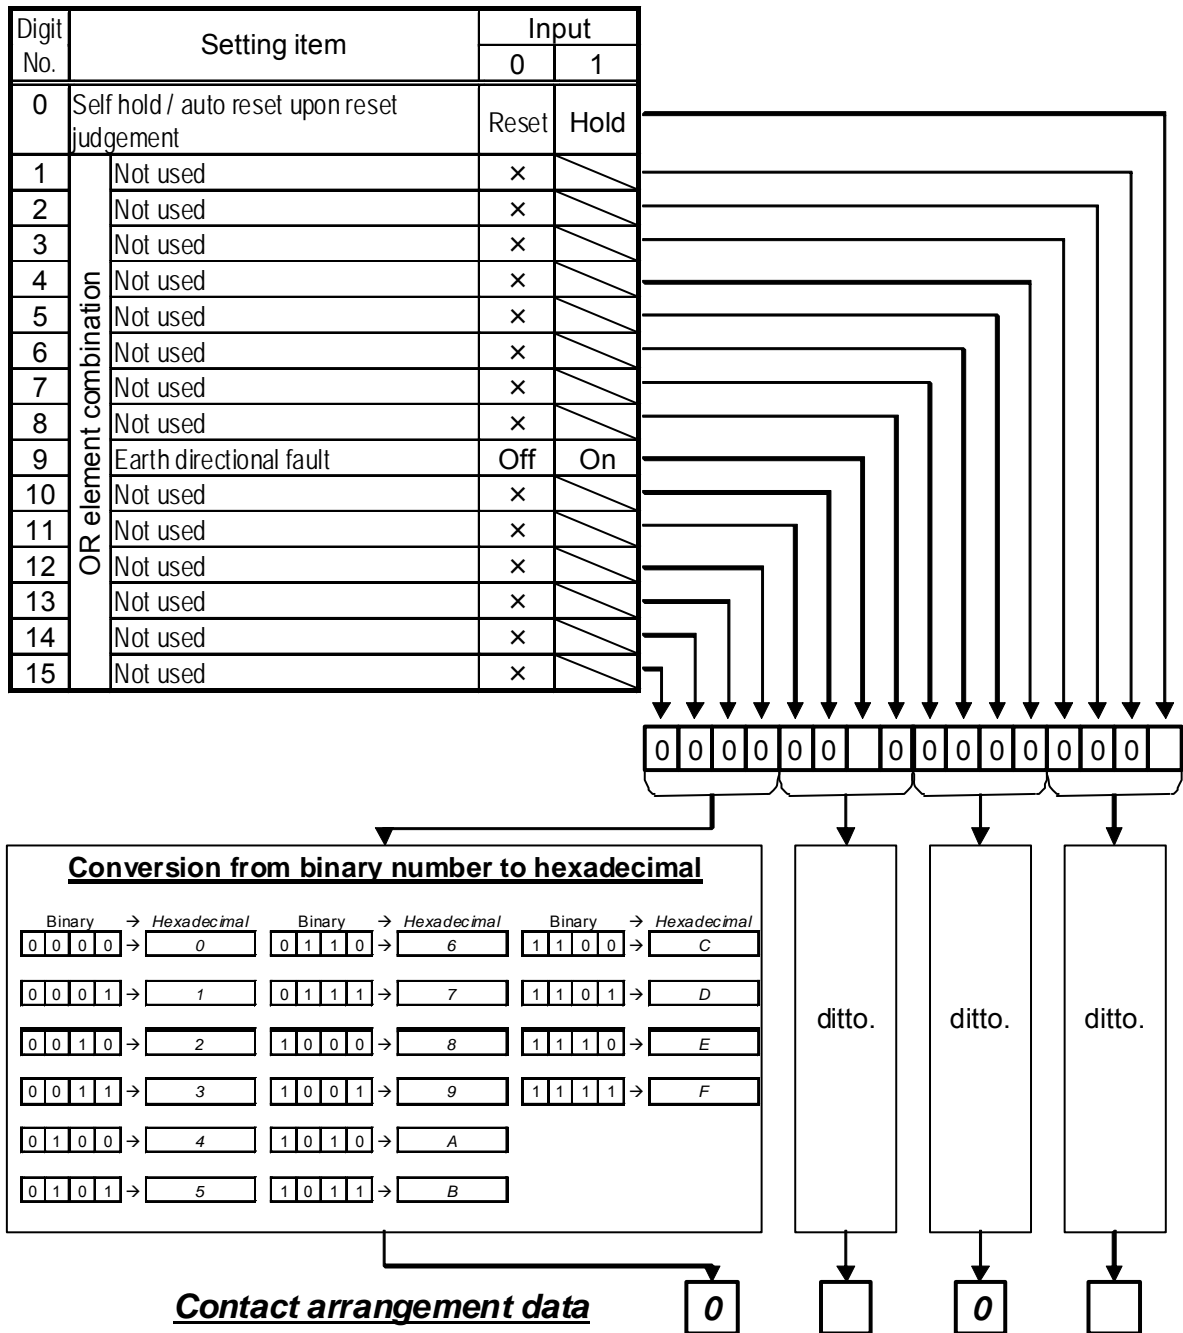 Digit No. Setting item Input
0 1
0 Self hold / auto reset upon reset judgement Reset Hold
OR element combination
1 Not used ×
2 Not used ×
3 Not used ×
4 Not used ×
5 Not used ×
6 Not used ×
7 Not used ×
8 Not used ×
9 Earth directional fault Off On
10 Not used ×
11 Not used ×
12 Not used ×
13 Not used ×
14 Not used ×
15 Not used ×
0 0 0 0 0 0 0 0 0 0 0 0 0 0
Conversion from binary number to hexadecimal
Binary → Hexadecimal Binary → Hexadecimal Binary → Hexadecimal
0 0 0 0 → 0 0 1 1 0 → 6 1 1 0 0 → C
0 0 0 1 → 1 0 1 1 1 → 7 1 1 0 1 → D
0 0 1 0 → 2 1 0 0 0 → 8 1 1 1 0 → E
0 0 1 1 → 3 1 0 0 1 → 9 1 1 1 1 → F
0 1 0 0 → 4 1 0 1 0 → A
0 1 0 1 → 5 1 0 1 1 → B
ditto. ditto. ditto.
Contact arrangement data 0 0